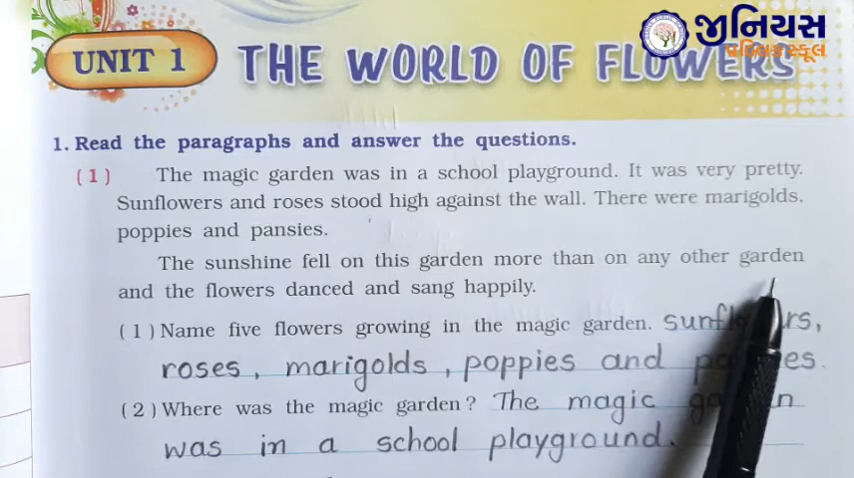 જીનિયસ
પબ્લિક સ્કૂલ
UNIT 1 THE WORLD OF FLOWERS
1. Read the paragraphs and answer the questions.
(1) The magic garden was in a school playground. It was very pretty.
Sunflowers and roses stood high against the wall. There were marigolds,
poppies and pansies.
The sunshine fell on this garden more than on any other garden
and the flowers danced and sang happily.
(1) Name five flowers growing in the magic garden. sunflowers,
roses, marigolds, poppies and pansies.
(2) Where was the magic garden? The magic garden
was in a school playground.